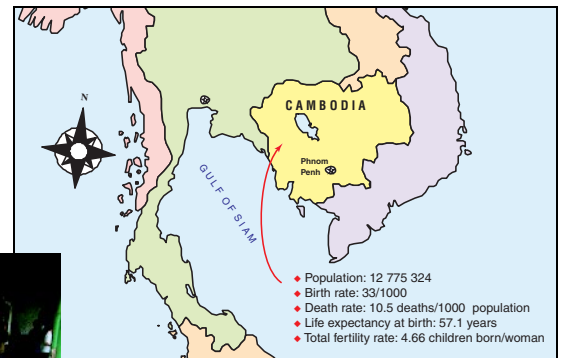 N
CAMBODIA
Phnom
Penh
GULF OF SIAM
◆ Population: 12 775 324
◆ Birth rate: 33/1000
◆ Death rate: 10.5 deaths/1000 population
◆ Life expectancy at birth: 57.1 years
◆ Total fertility rate: 4.66 children born/woman